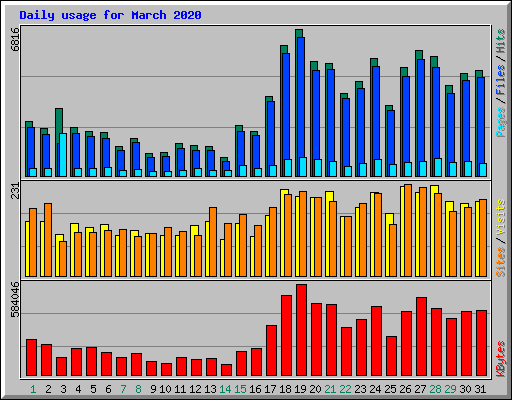 Daily usage for March 2020
6816
Pages / Files / Hits
231
Sites / Visits
584046
KBytes
1 2 3 4 5 6 7 8 9 10 11 12 13 14 15 16 17 18 19 20 21 22 23 24 25 26 27 28 29 30 31